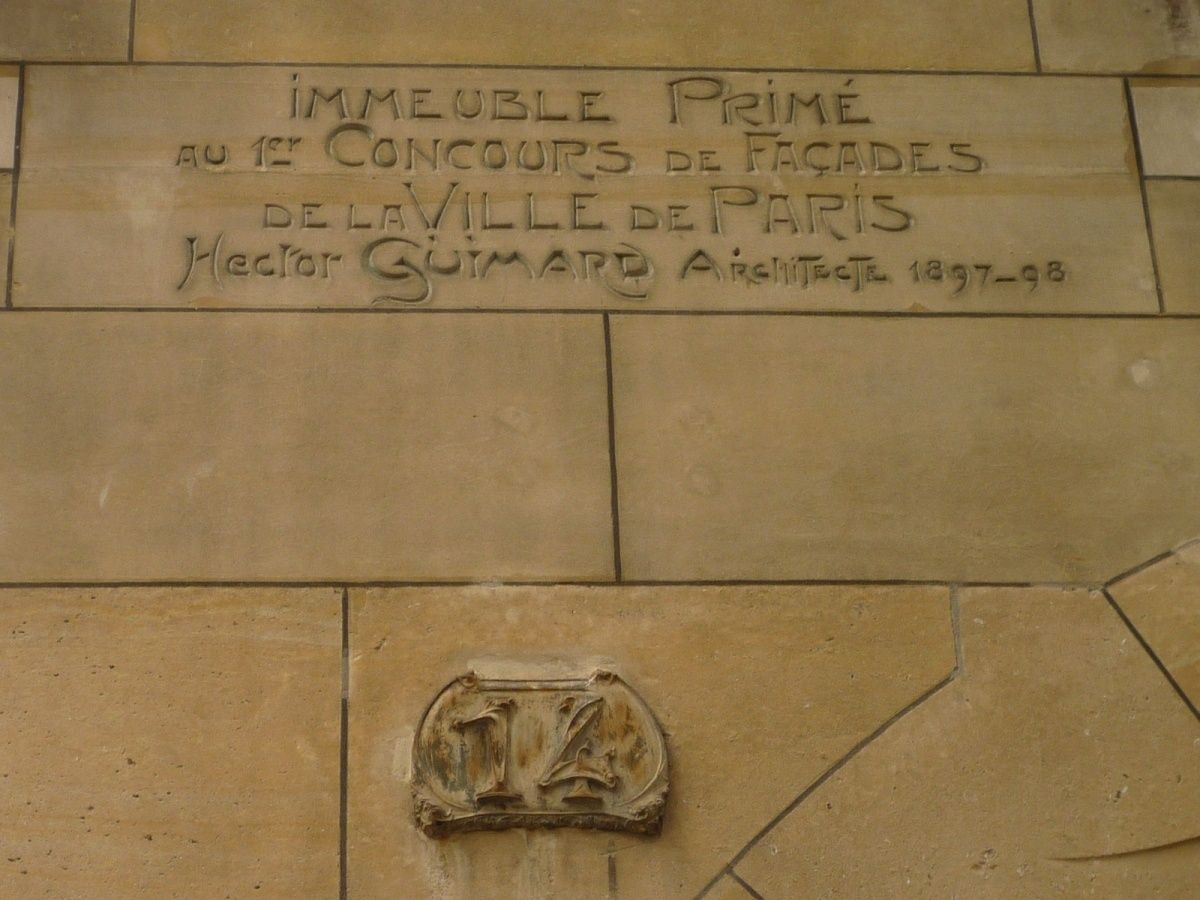 iMMEUBLE PRiMÉ
AU 1er CONCOURS DE FAÇADES
DE LA ViLLE DE PARiS
Hector GUiMARD ARchiTEcTE 1897-98
14